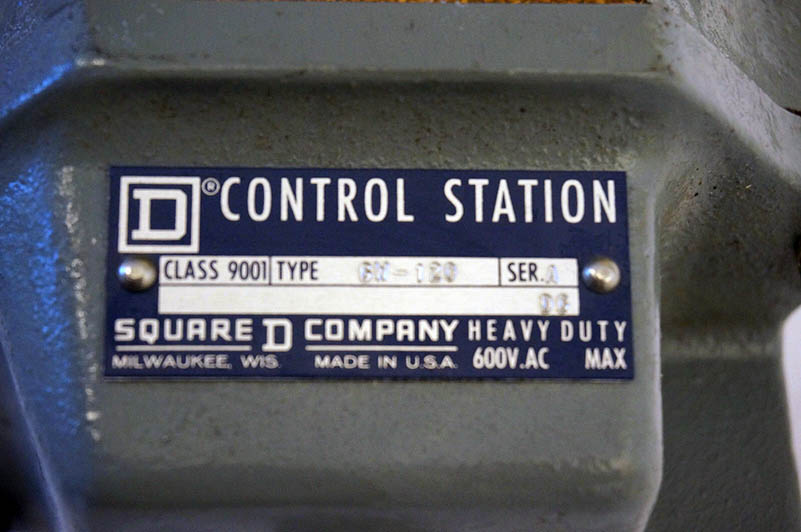 D® CONTROL STATION
CLASS 9001 TYPE SER. A
SQUARE D COMPANY HEAVY DUTY
MILWAUKEE, WIS. MADE IN U.S.A. 600V.AC MAX